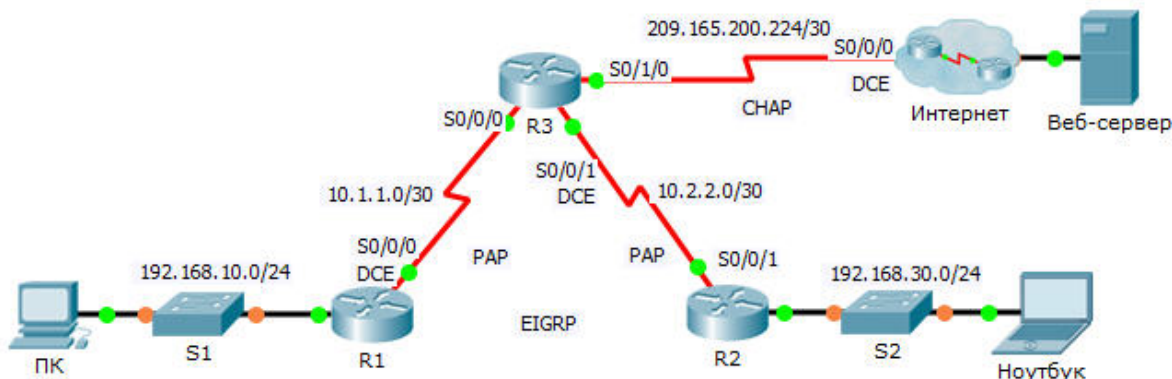 209.165.200.224/30
S0/0/0
S0/1/0
DCE
CHAP
Интернет
Веб-сервер
S0/0/0
R3
S0/0/1
DCE
10.1.1.0/30
10.2.2.0/30
S0/0/0
DCE
PAP
PAP
S0/0/1
192.168.10.0/24
192.168.30.0/24
EIGRP
ПК
S1
R1
R2
S2
Ноутбук